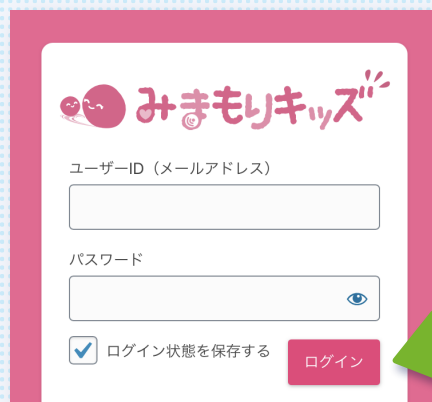 みまもりキッズ
ユーザーID（メールアドレス）
パスワード
ログイン状態を保存する
ログイン